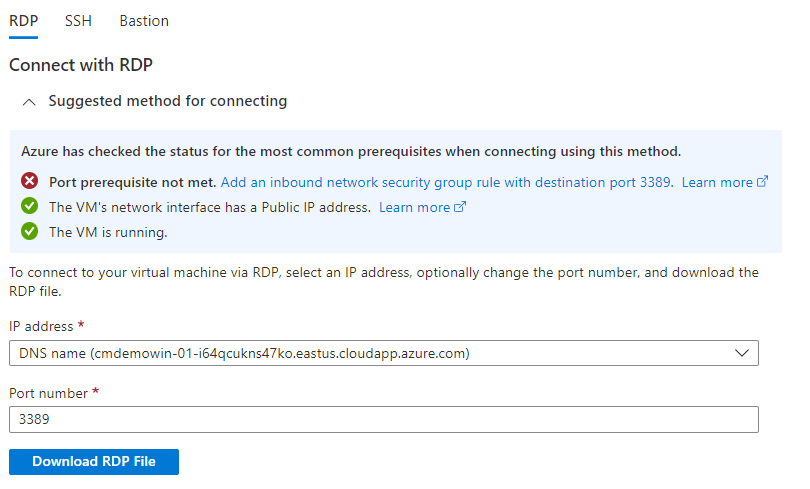 RDP SSH Bastion
Connect with RDP
Suggested method for connecting
Azure has checked the status for the most common prerequisites when connecting using this method.
Port prerequisite not met. Add an inbound network security group rule with destination port 3389. Learn more
The VM's network interface has a Public IP address. Learn more
The VM is running.
To connect to your virtual machine via RDP, select an IP address, optionally change the port number, and download the
RDP file.
IP address *
DNS name (cmdemowin-01-i64qcukns47ko.eastus.cloudapp.azure.com)
Port number *
3389
Download RDP File